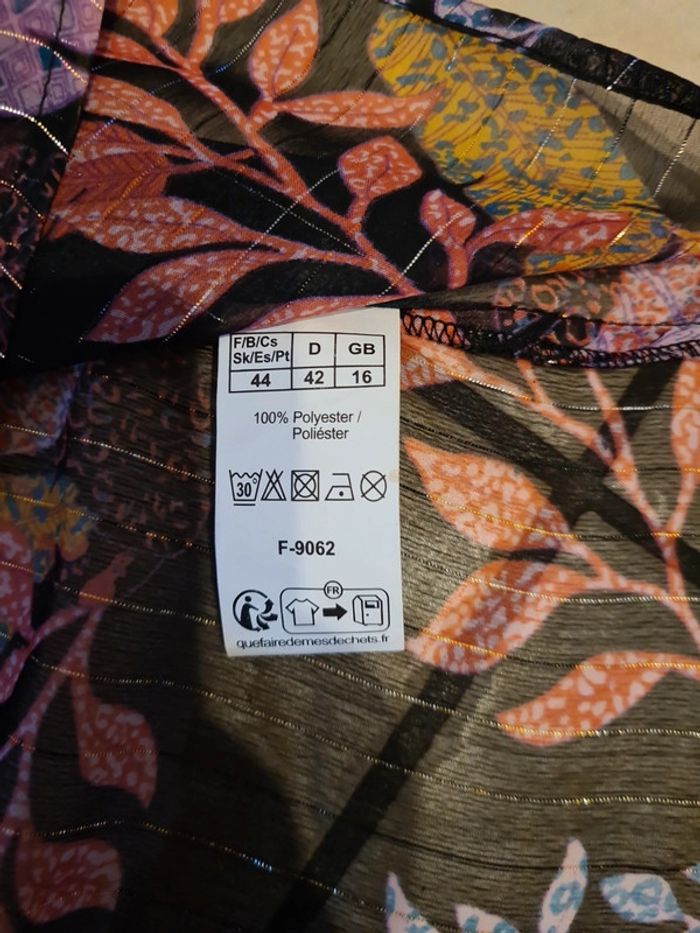 F/B/Cs
Sk/Es/Pt D GB
44 42 16
100% Polyester /
Poliéster
30°
F-9062
FR
quefairedemesdechets.fr